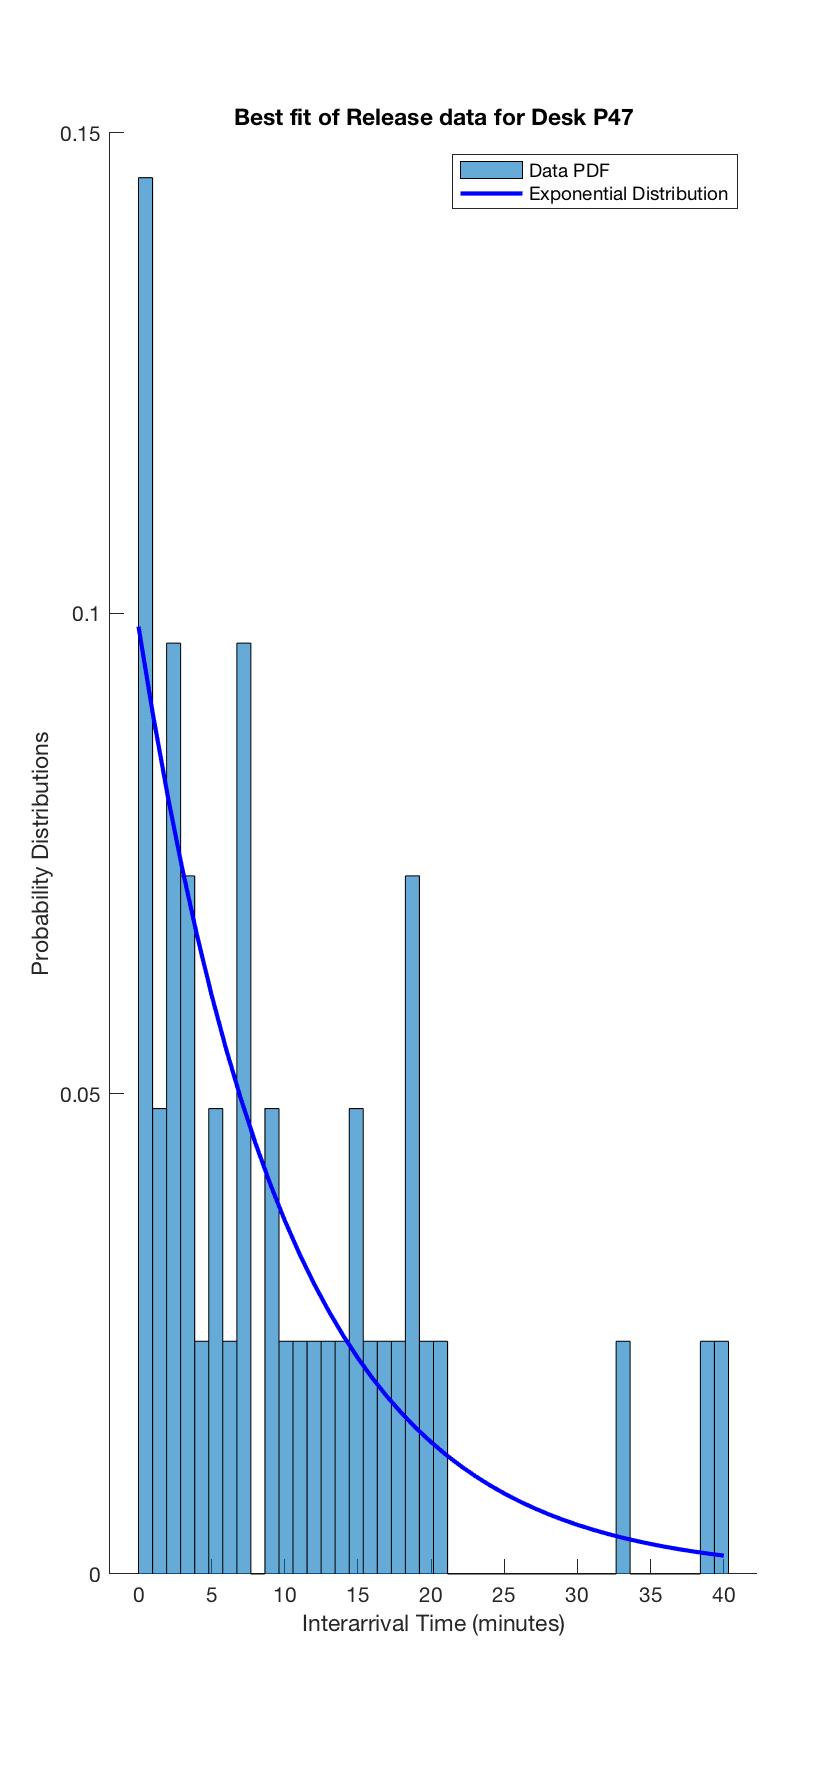 Best fit of Release data for Desk P47
0.15
Data PDF
Exponential Distribution
0.1
Probability Distributions
0.05
0
0 5 10 15 20 25 30 35 40
Interarrival Time (minutes)